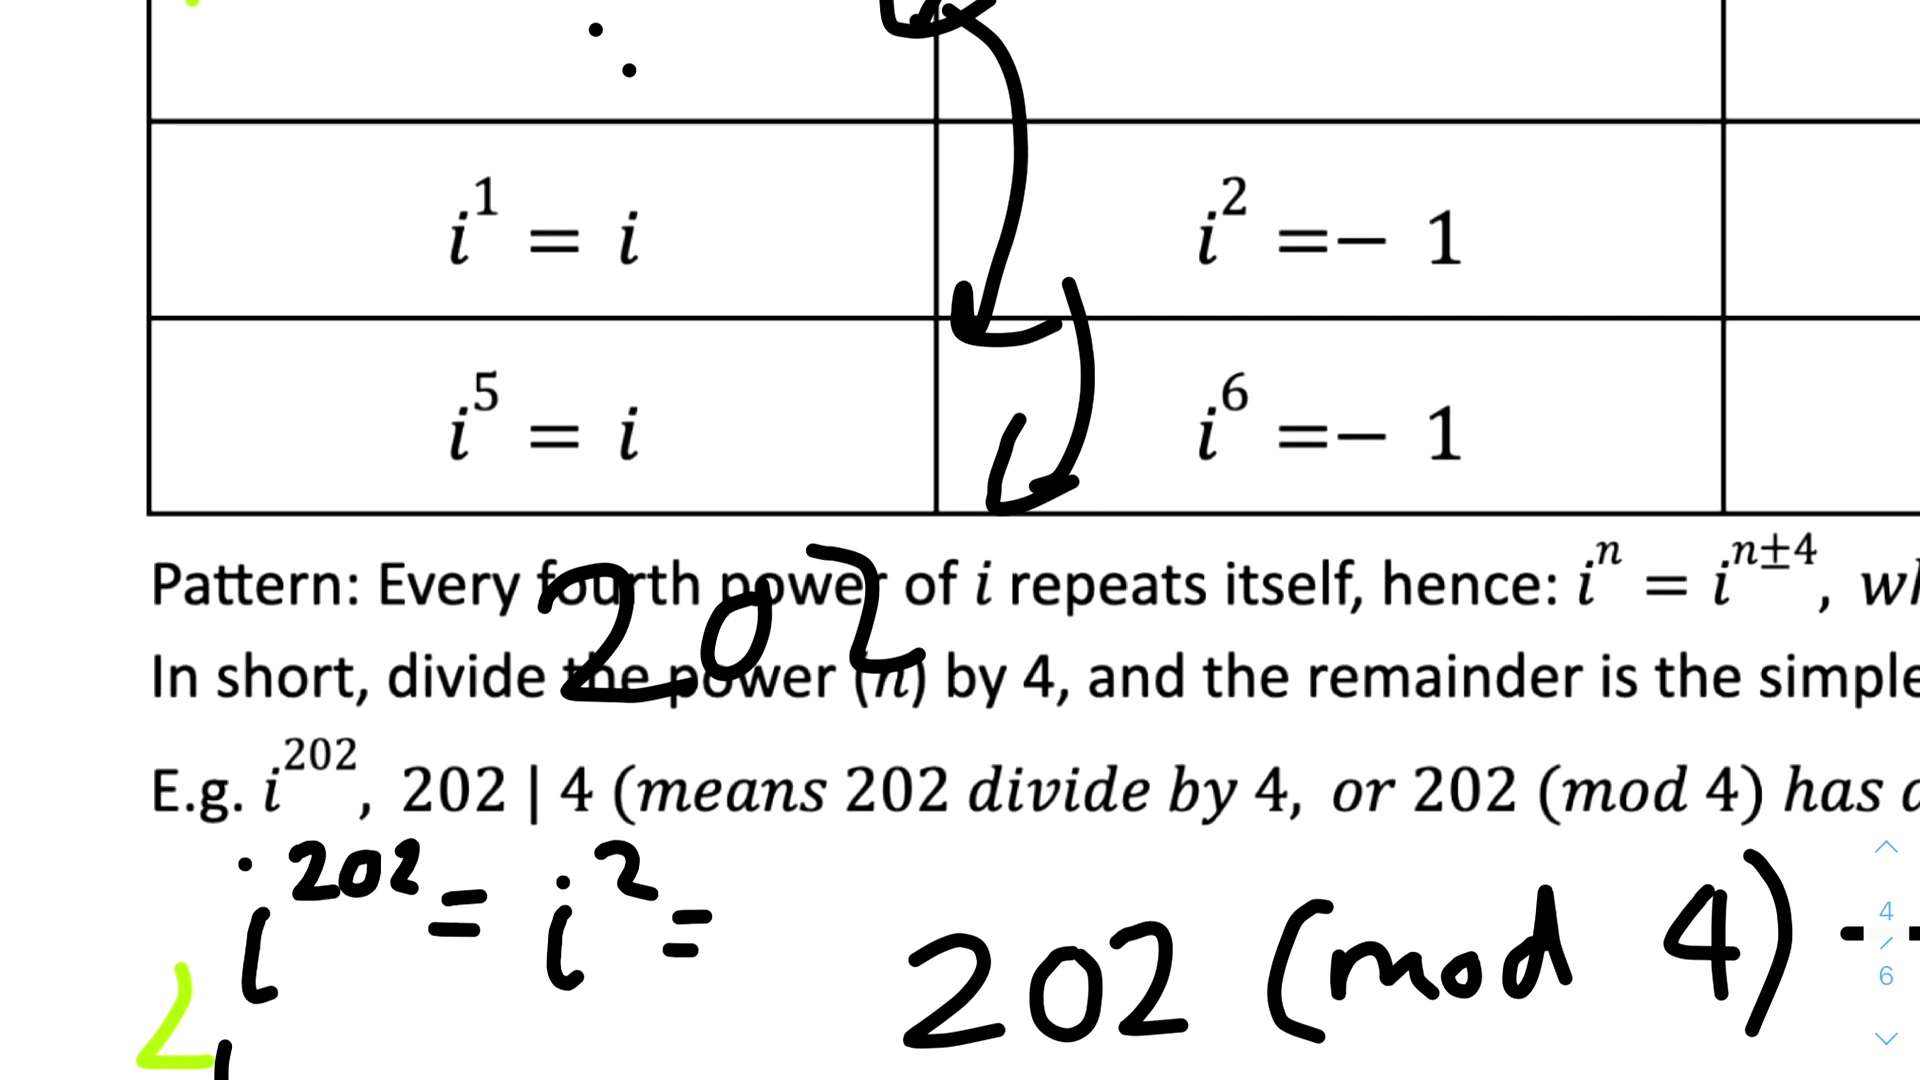 i^1 = i
i^2 =− 1
i^5 = i
i^6 =− 1
202
Pattern: Every fourth power of i repeats itself, hence: i^n = i^{n±4},
In short, divide the power (n) by 4, and the remainder is the
E.g. i^202, 202 | 4 (means 202 divide by 4, or 202 (mod 4) has
i^202 = i^2 =
202 (mod 4)
4
/
6